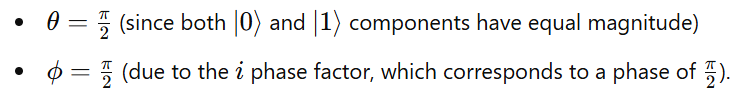 • θ = π/2 (since both |0⟩ and |1⟩ components have equal magnitude)
• ϕ = π/2 (due to the i phase factor, which corresponds to a phase of π/2).